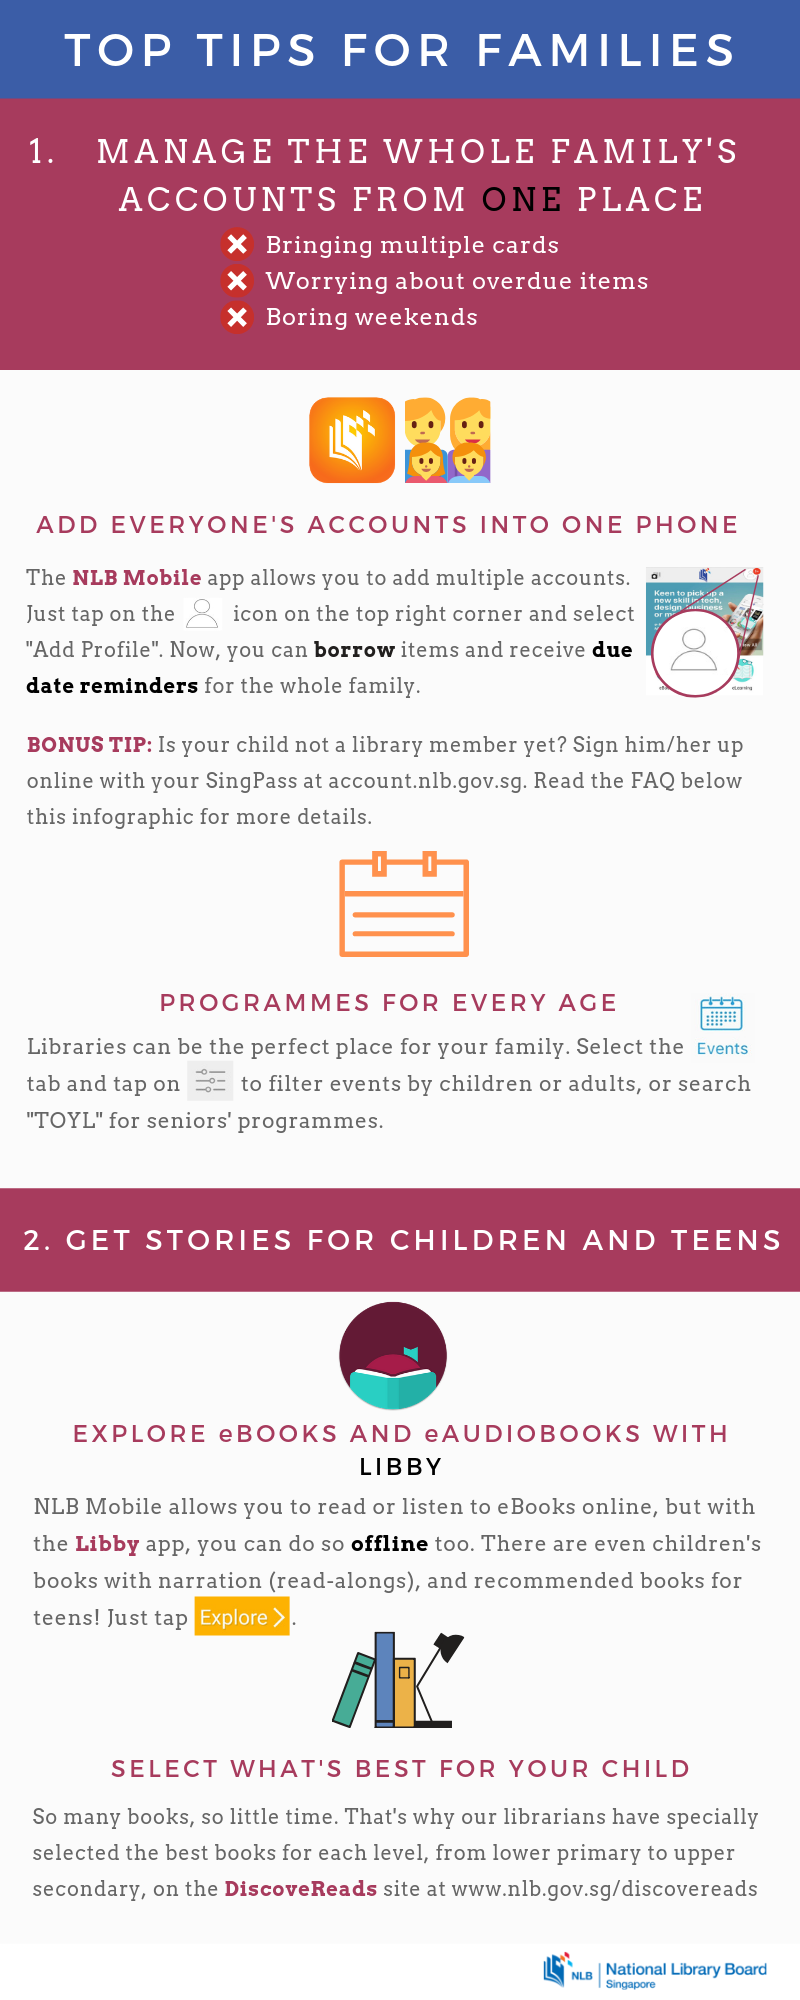 TOP TIPS FOR FAMILIES
1. MANAGE THE WHOLE FAMILY'S
ACCOUNTS FROM ONE PLACE
Bringing multiple cards
Worrying about overdue items
Boring weekends
ADD EVERYONE'S ACCOUNTS INTO ONE PHONE
The NLB Mobile app allows you to add multiple accounts.
Just tap on the icon on the top right corner and select
"Add Profile". Now, you can borrow items and receive due
date reminders for the whole family.
Keen to pick up a
new skill in tech,
design, business
eLearning
BONUS TIP: Is your child not a library member yet? Sign him/her up
online with your SingPass at account.nlb.gov.sg. Read the FAQ below
this infographic for more details.
PROGRAMMES FOR EVERY AGE
Libraries can be the perfect place for your family. Select the Events
tab and tap on to filter events by children or adults, or search
"TOYL" for seniors' programmes.
2. GET STORIES FOR CHILDREN AND TEENS
EXPLORE eBOOKS AND eAUDIOBOOKS WITH
LIBBY
NLB Mobile allows you to read or listen to eBooks online, but with
the Libby app, you can do so offline too. There are even children's
books with narration (read-alongs), and recommended books for
teens! Just tap Explore > .
SELECT WHAT'S BEST FOR YOUR CHILD
So many books, so little time. That's why our librarians have specially
selected the best books for each level, from lower primary to upper
secondary, on the DiscoveReads site at www.nlb.gov.sg/discovereads
NLB National Library Board
Singapore